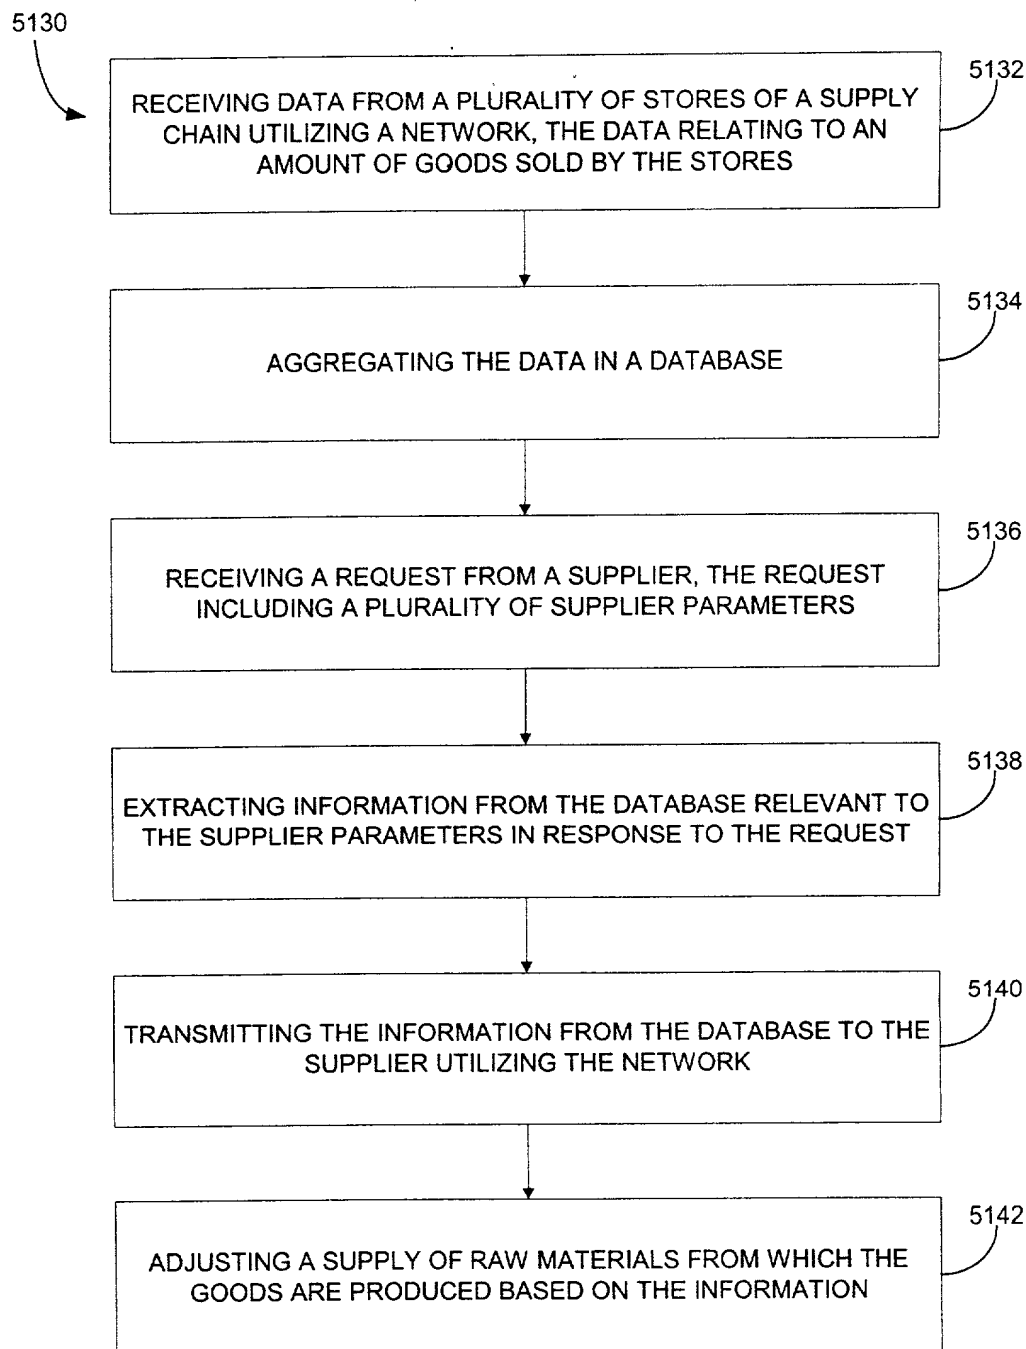 5130
5132
RECEIVING DATA FROM A PLURALITY OF STORES OF A SUPPLY
CHAIN UTILIZING A NETWORK, THE DATA RELATING TO AN
AMOUNT OF GOODS SOLD BY THE STORES
5134
AGGREGATING THE DATA IN A DATABASE
5136
RECEIVING A REQUEST FROM A SUPPLIER, THE REQUEST
INCLUDING A PLURALITY OF SUPPLIER PARAMETERS
5138
EXTRACTING INFORMATION FROM THE DATABASE RELEVANT TO
THE SUPPLIER PARAMETERS IN RESPONSE TO THE REQUEST
5140
TRANSMITTING THE INFORMATION FROM THE DATABASE TO THE
SUPPLIER UTILIZING THE NETWORK
5142
ADJUSTING A SUPPLY OF RAW MATERIALS FROM WHICH THE
GOODS ARE PRODUCED BASED ON THE INFORMATION